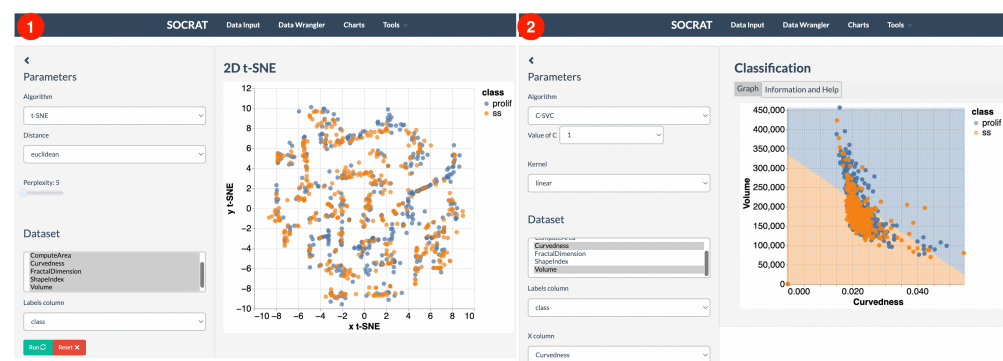 1
SOCRAT Data Input Data Wrangler Charts Tools
Parameters
Algorithm
t-SNE
Distance
euclidean
Perplexity: 5
Dataset
ComputeArea
Curvedness
FractalDimension
ShapeIndex
Volume
Labels column
class
Run Reset
2D t-SNE
12
10
8
6
4
2
0
−2
−4
−6
−8
−10
−10 −8 −6 −4 −2 0 2 4 6 8 10
y t-SNE
x t-SNE
class
prolif
ss
2
SOCRAT Data Input Data Wrangler Charts Tools
Parameters
Algorithm
C-SVC
Value of C 1
Kernel
linear
Dataset
ComputeArea
Curvedness
FractalDimension
ShapeIndex
Volume
Labels column
class
X column
Curvedness
Classification
Graph Information and Help
450,000
400,000
350,000
300,000
250,000
200,000
150,000
100,000
50,000
0
0.000 0.020 0.040
Volume
Curvedness
class
prolif
ss